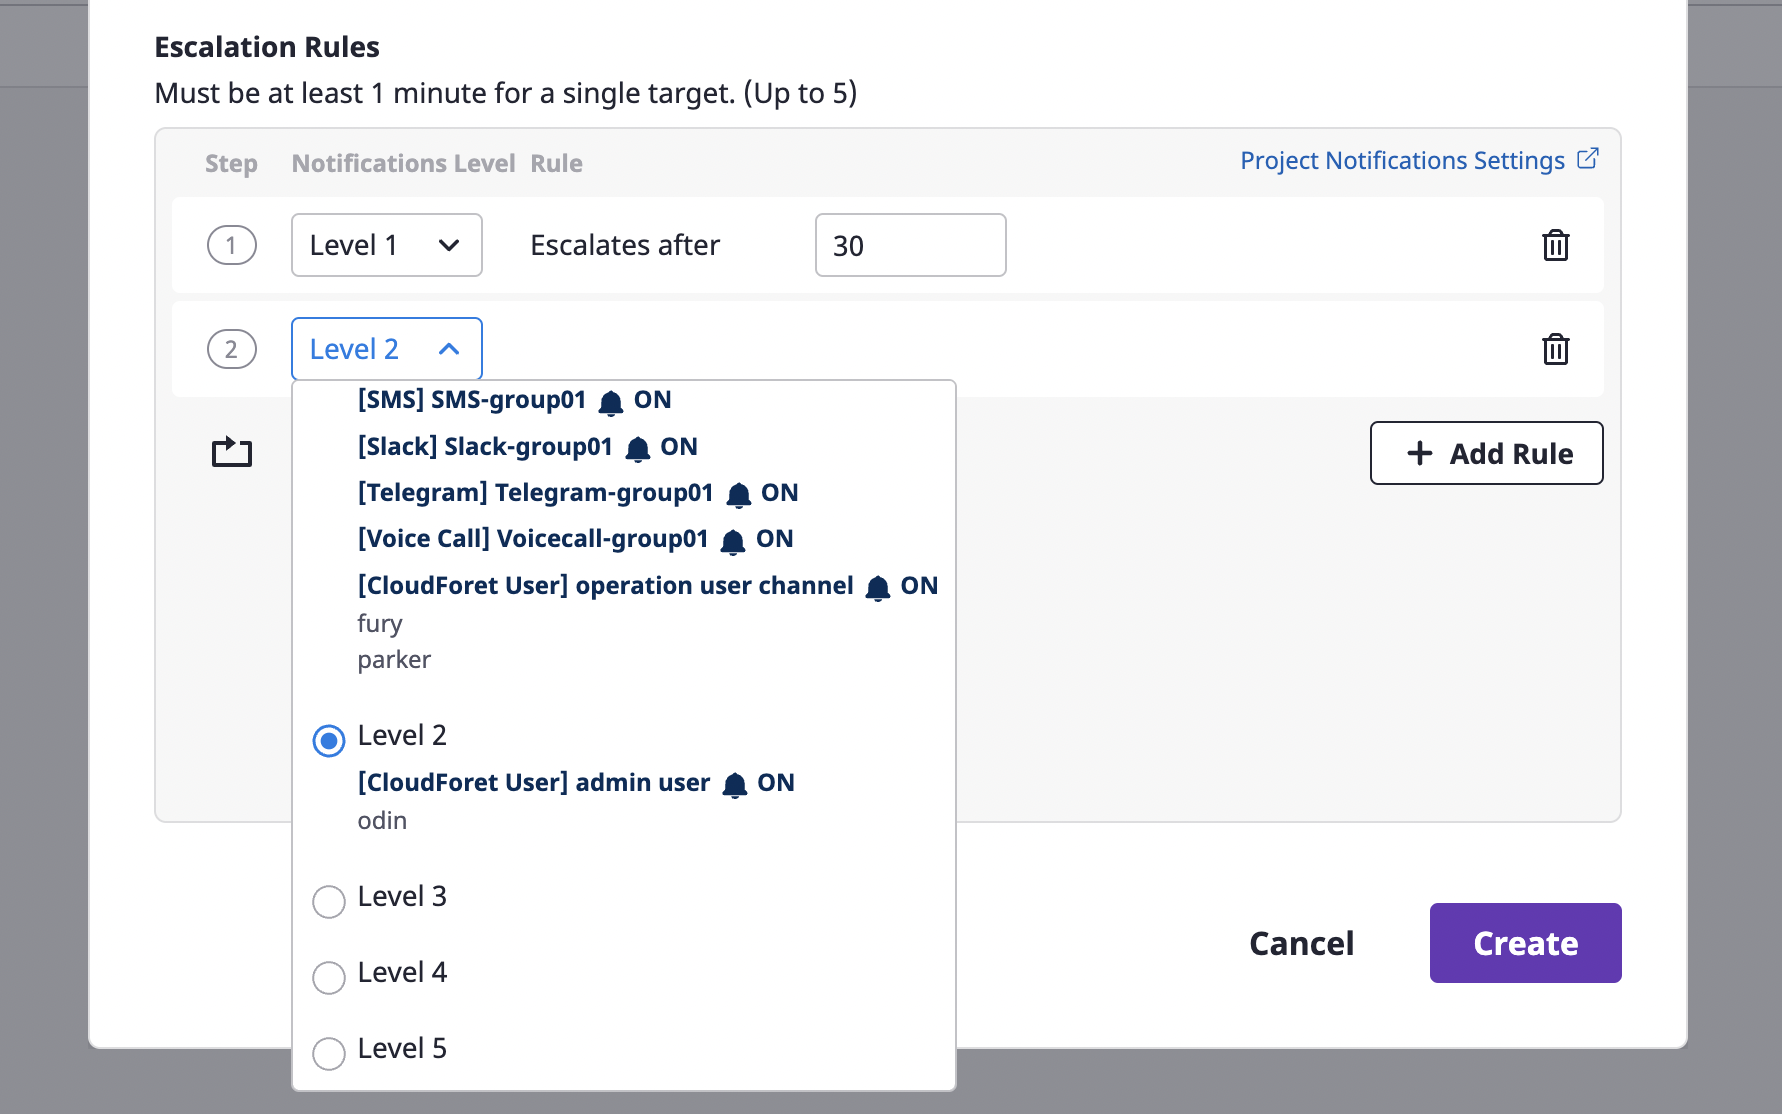 Escalation Rules
Must be at least 1 minute for a single target. (Up to 5)
Step Notifications Level Rule Project Notifications Settings
1 Level 1 Escalates after 30
2 Level 2
[SMS] SMS-group01 ON
[Slack] Slack-group01 ON
[Telegram] Telegram-group01 ON
[Voice Call] Voicecall-group01 ON
[CloudForet User] operation user channel ON
fury
parker
Level 2
[CloudForet User] admin user ON
odin
Level 3
Level 4
Level 5
+ Add Rule
Cancel Create